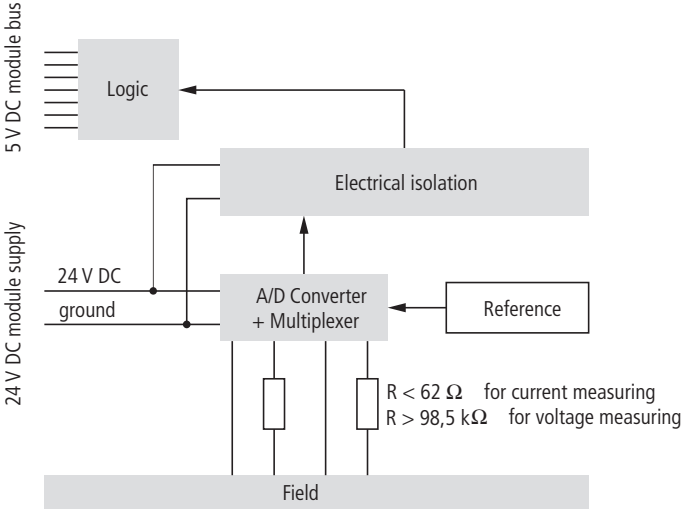 5 V DC module bus
Logic
Electrical isolation
24 V DC module supply
24 V DC
ground
A/D Converter
+ Multiplexer
Reference
R < 62 Ω for current measuring
R > 98,5 kΩ for voltage measuring
Field